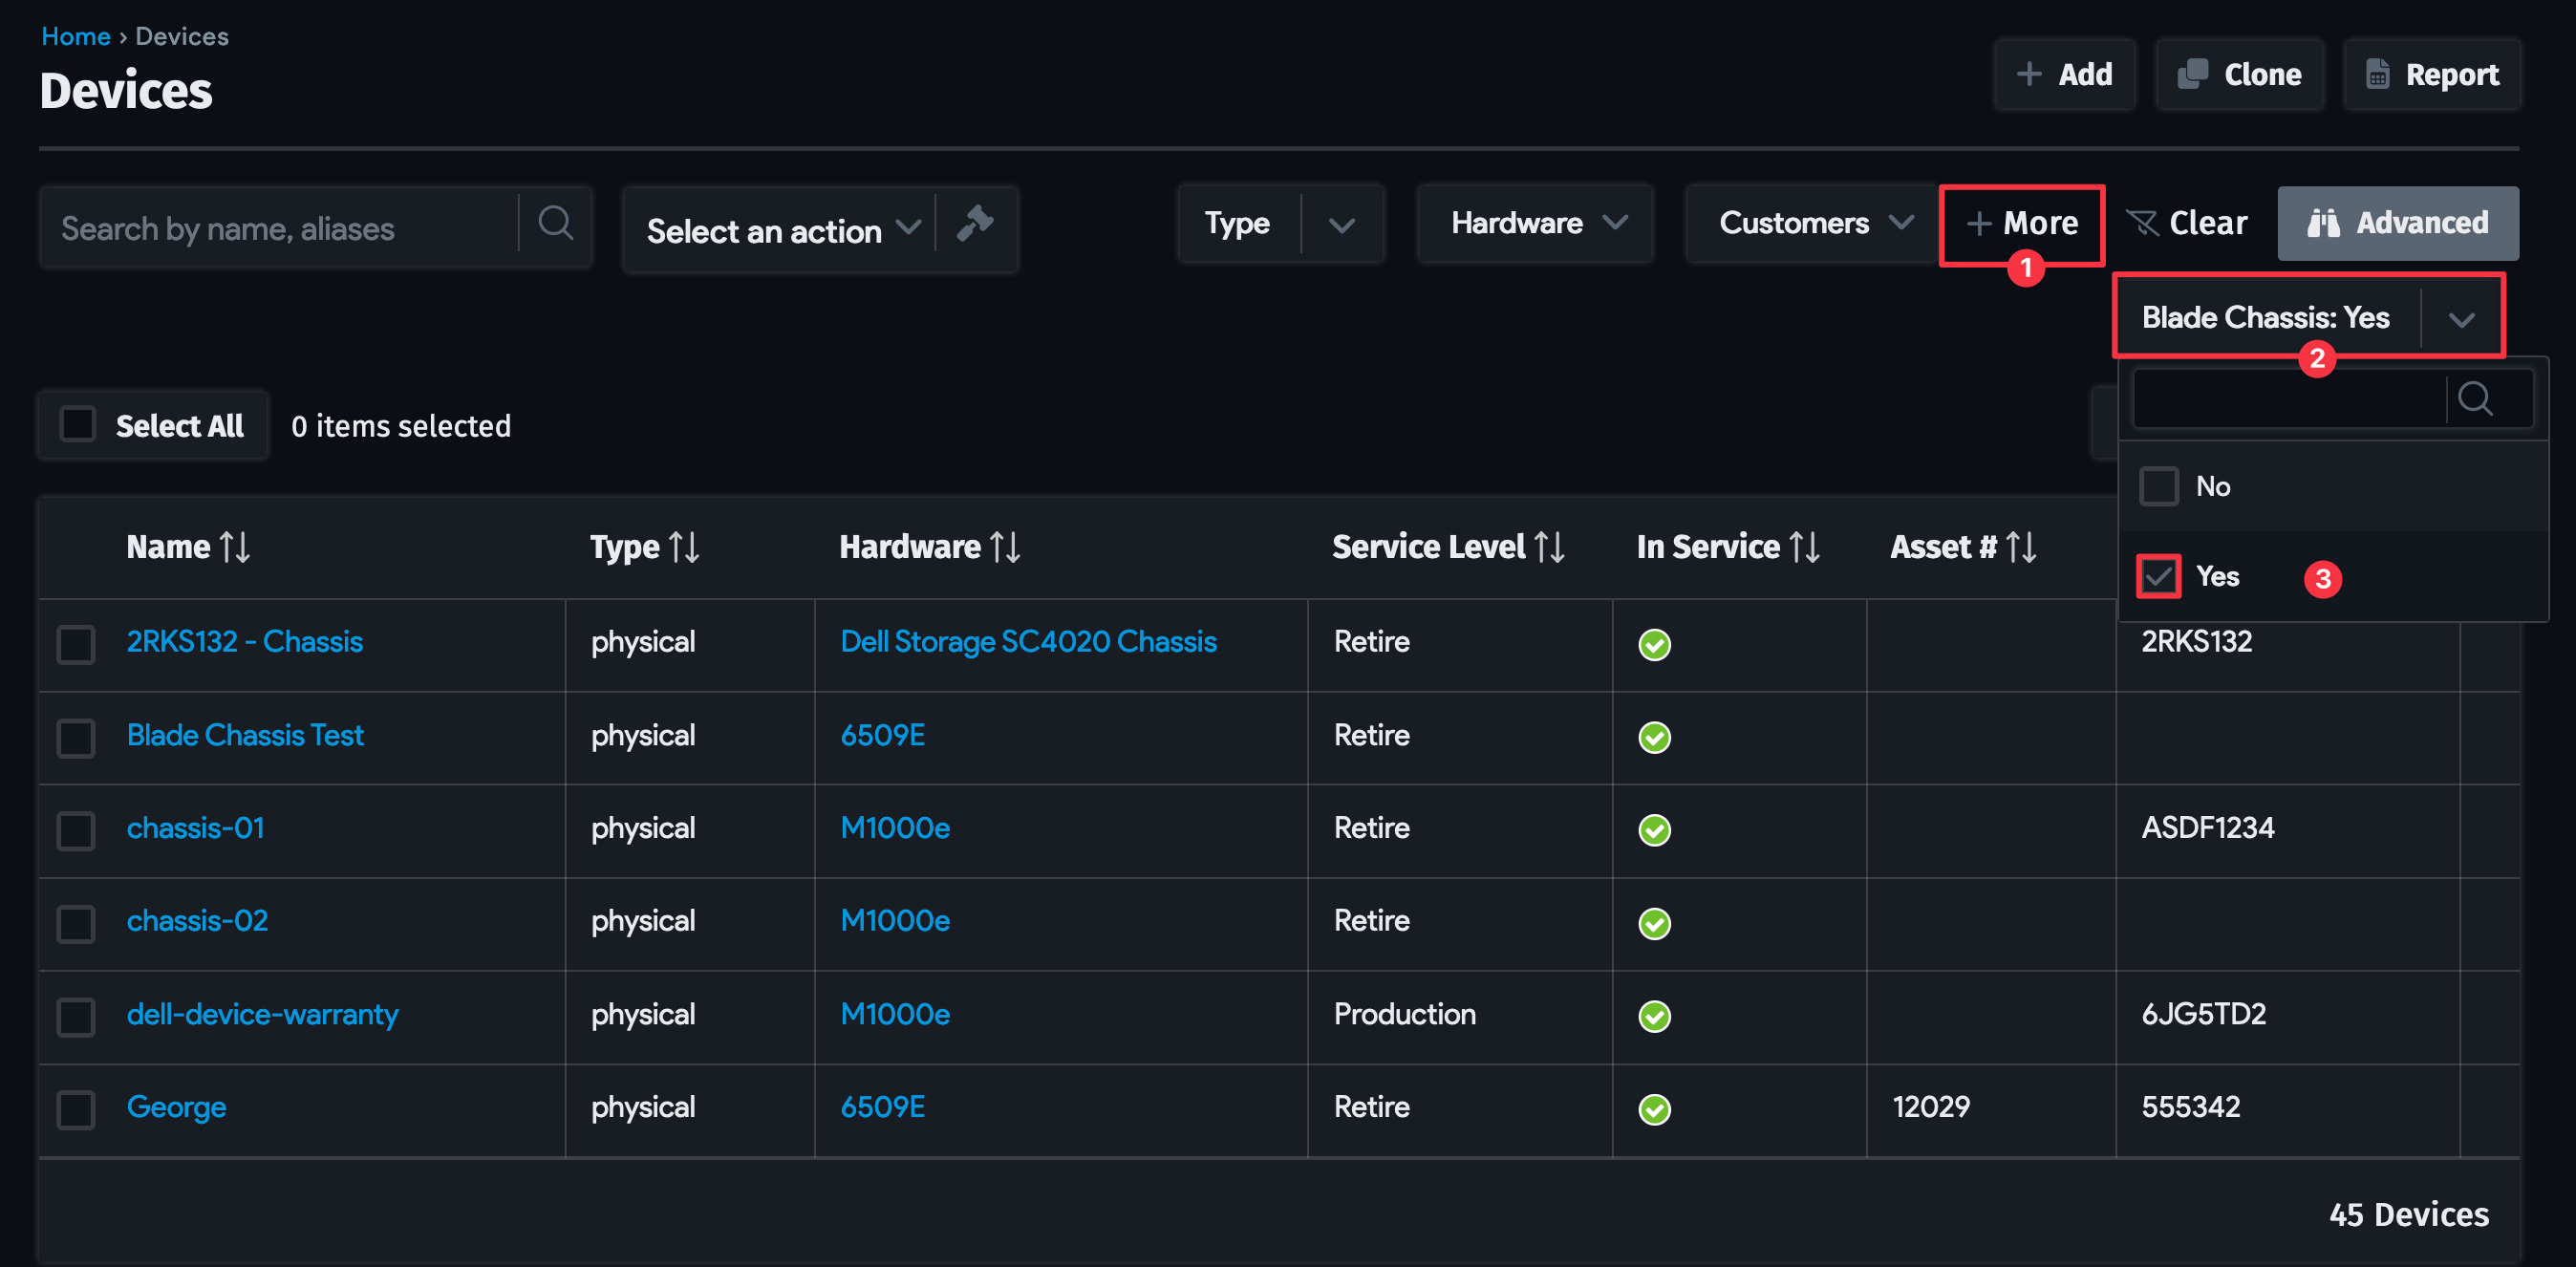 Home › Devices
Devices
Add
Clone
Report
Search by name, aliases
Select an action
Type
Hardware
Customers
More
Clear
Advanced
1
Blade Chassis: Yes
2
Select All
0 items selected
No
Yes
3
Name Type Hardware Service Level In Service Asset #
2RKS132 - Chassis physical Dell Storage SC4020 Chassis Retire 2RKS132
Blade Chassis Test physical 6509E Retire
chassis-01 physical M1000e Retire ASDF1234
chassis-02 physical M1000e Retire
dell-device-warranty physical M1000e Production 6JG5TD2
George physical 6509E Retire 12029 555342
45 Devices